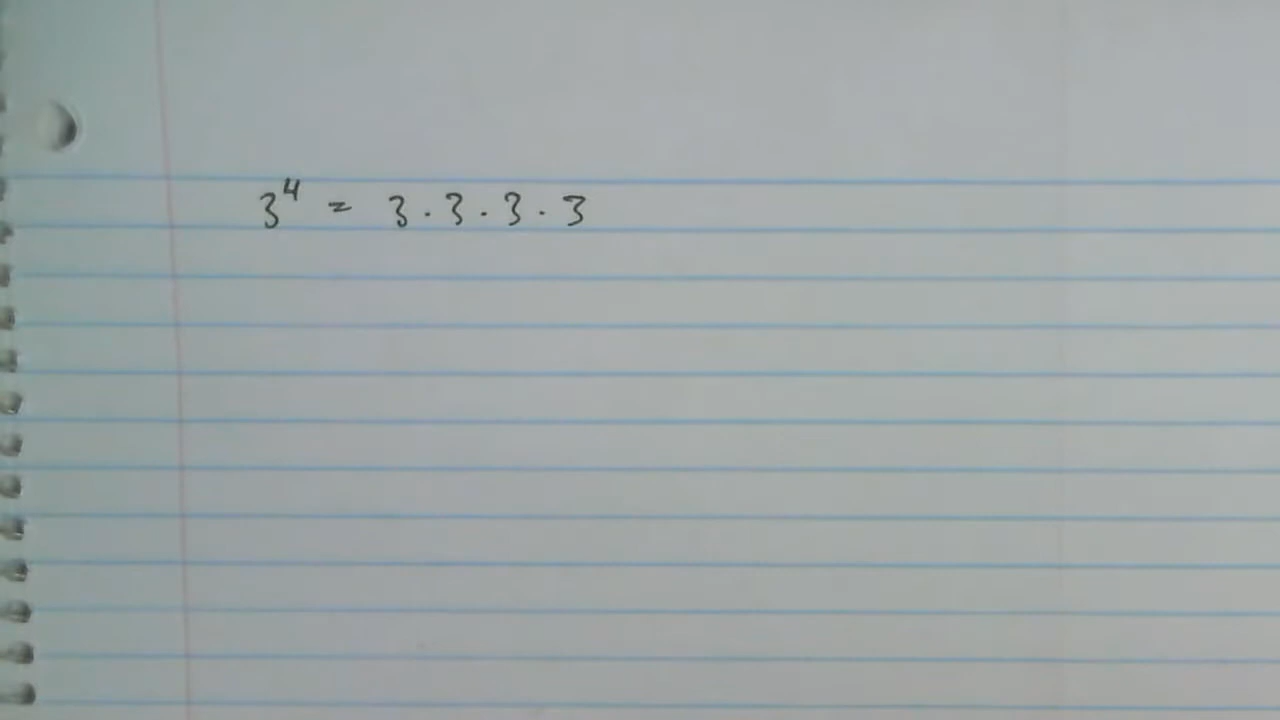 3⁴ = 3 · 3 · 3 · 3